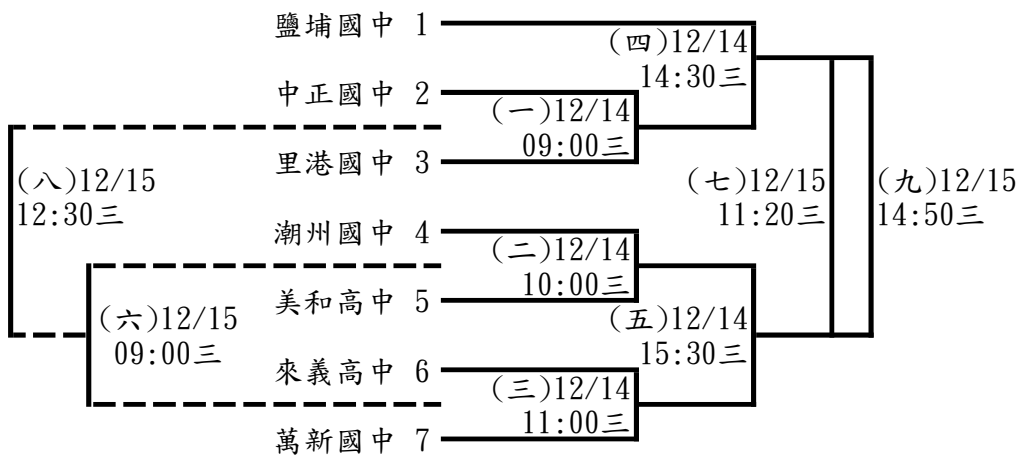 鹽埔國中 1
(四)12/14
14:30三
中正國中 2
(一)12/14
09:00三
里港國中 3
(八)12/15
12:30三
(七)12/15
11:20三
(九)12/15
14:50三
潮州國中 4
(二)12/14
10:00三
美和高中 5
(六)12/15
09:00三
(五)12/14
15:30三
來義高中 6
(三)12/14
11:00三
萬新國中 7